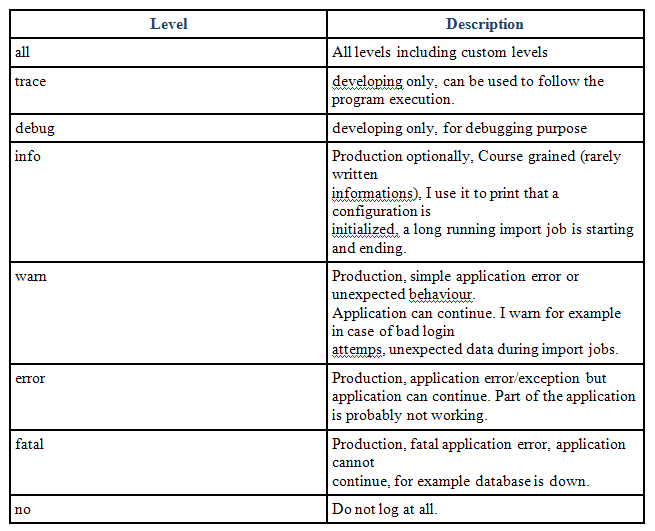 Level Description
all All levels including custom levels
trace developing only, can be used to follow the
program execution.
debug developing only, for debugging purpose
info Production optionally, Course grained (rarely
written
informations), I use it to print that a
configuration is
initialized, a long running import job is starting
and ending.
warn Production, simple application error or
unexpected behaviour.
Application can continue. I warn for example
in case of bad login
attemps, unexpected data during import jobs.
error Production, application error/exception but
application can continue. Part of the application
is probably not working.
fatal Production, fatal application error, application
cannot
continue, for example database is down.
no Do not log at all.